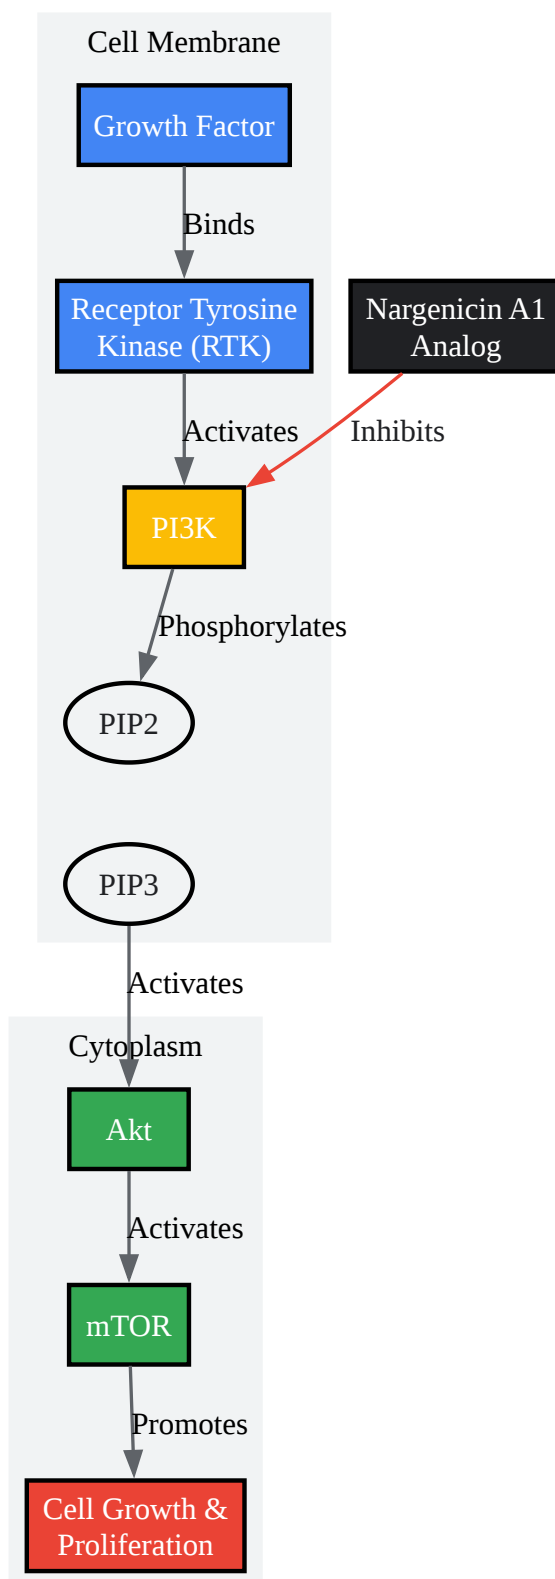 Cell Membrane
Growth Factor
Binds
Receptor Tyrosine
Kinase (RTK)
Nargenicin A1
Analog
Activates
Inhibits
PI3K
Phosphorylates
PIP2
PIP3
Activates
Cytoplasm
Akt
Activates
mTOR
Promotes
Cell Growth &
Proliferation